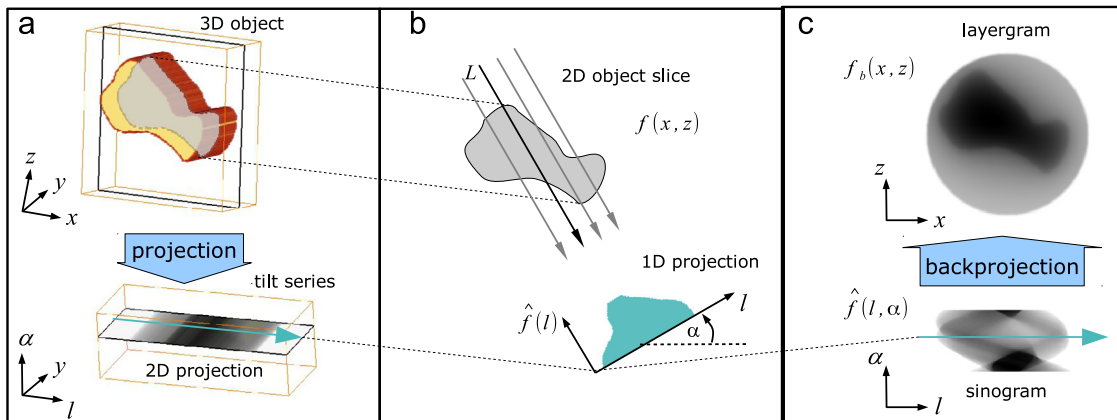 a
3D object
z
y
x
projection
tilt series
α
y
l
2D projection
b
L
2D object slice
f(x, z)
1D projection
f̂(l)
l
α
c
layergram
f_b(x, z)
z
x
backprojection
f̂(l, α)
α
l
sinogram